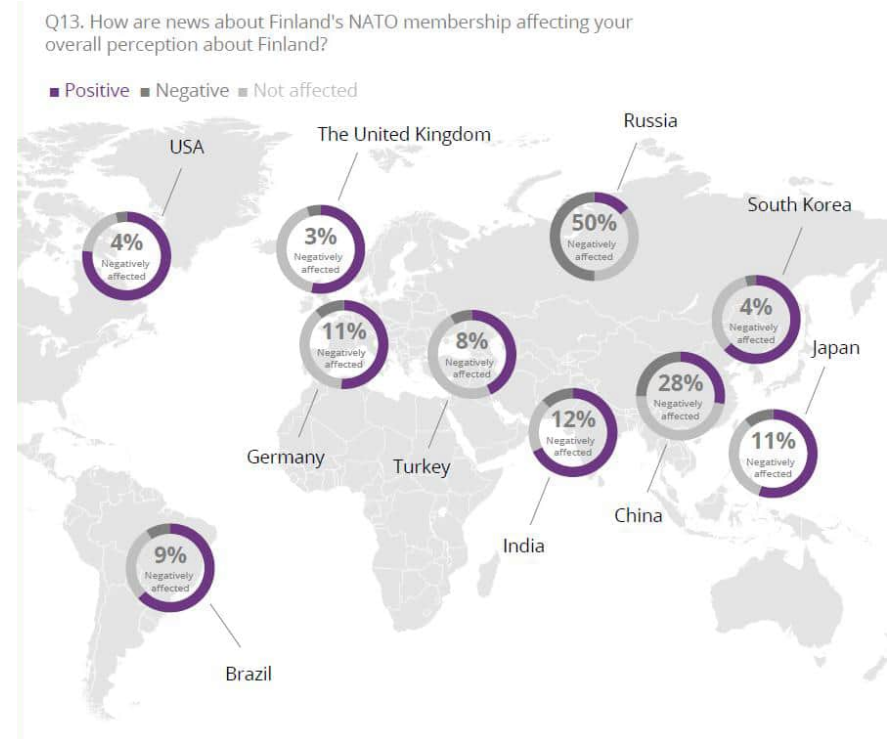 Q13. How are news about Finland's NATO membership affecting your
overall perception about Finland?
Positive Negative Not affected
USA
The United Kingdom
Russia
South Korea
4%
Negatively
affected
3%
Negatively
affected
50%
Negatively
affected
4%
Negatively
affected
11%
Negatively
affected
8%
Negatively
affected
Japan
28%
Negatively
affected
12%
Negatively
affected
11%
Negatively
affected
Germany
Turkey
China
India
9%
Negatively
affected
Brazil